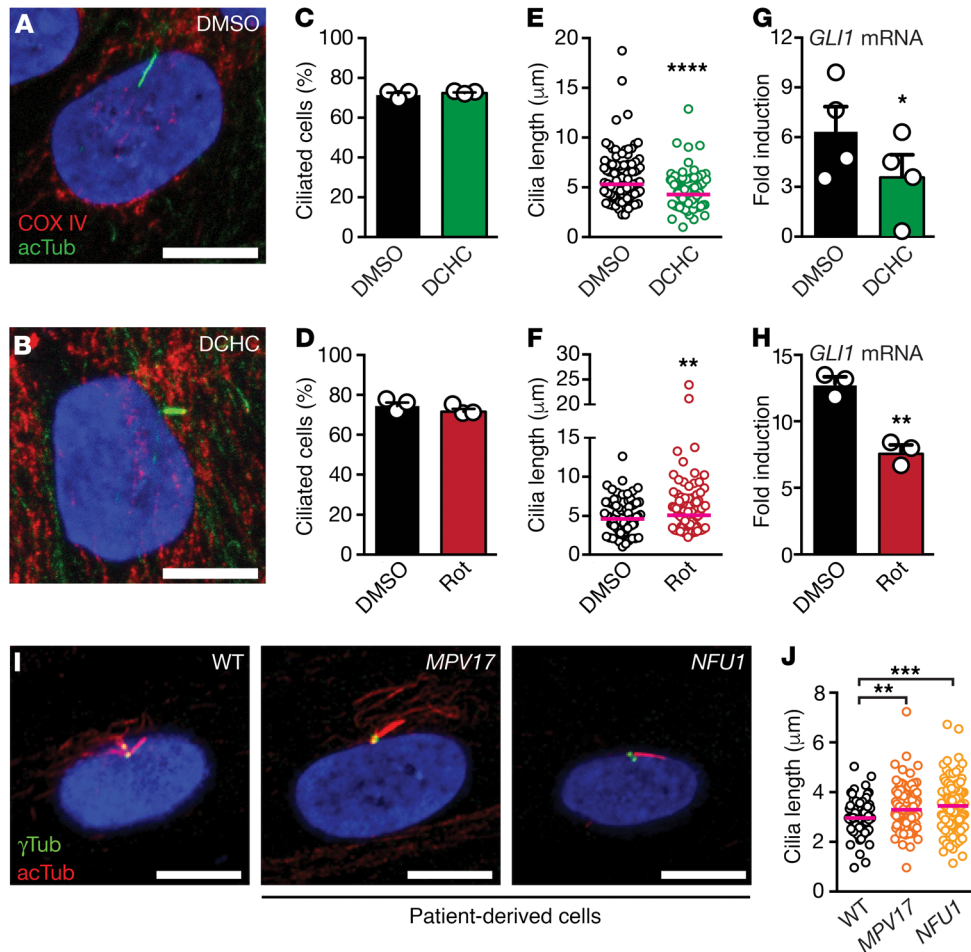 A
DMSO
COX IV
acTub
B
DCHC
C
Ciliated cells (%)
100
80
60
40
20
0
DMSO
DCHC
D
Ciliated cells (%)
100
80
60
40
20
0
DMSO
Rot
E
Cilia length (μm)
20
15
10
5
0
****
DMSO
DCHC
F
Cilia length (μm)
30
25
20
15
10
5
0
**
DMSO
Rot
G
GLI1 mRNA
Fold induction
12
9
6
3
0
*
DMSO
DCHC
H
GLI1 mRNA
Fold induction
15
10
5
0
**
DMSO
Rot
I
WT
γTub
acTub
MPV17
NFU1
Patient-derived cells
J
Cilia length (μm)
8
6
4
2
0
***
**
WT
MPV17
NFU1